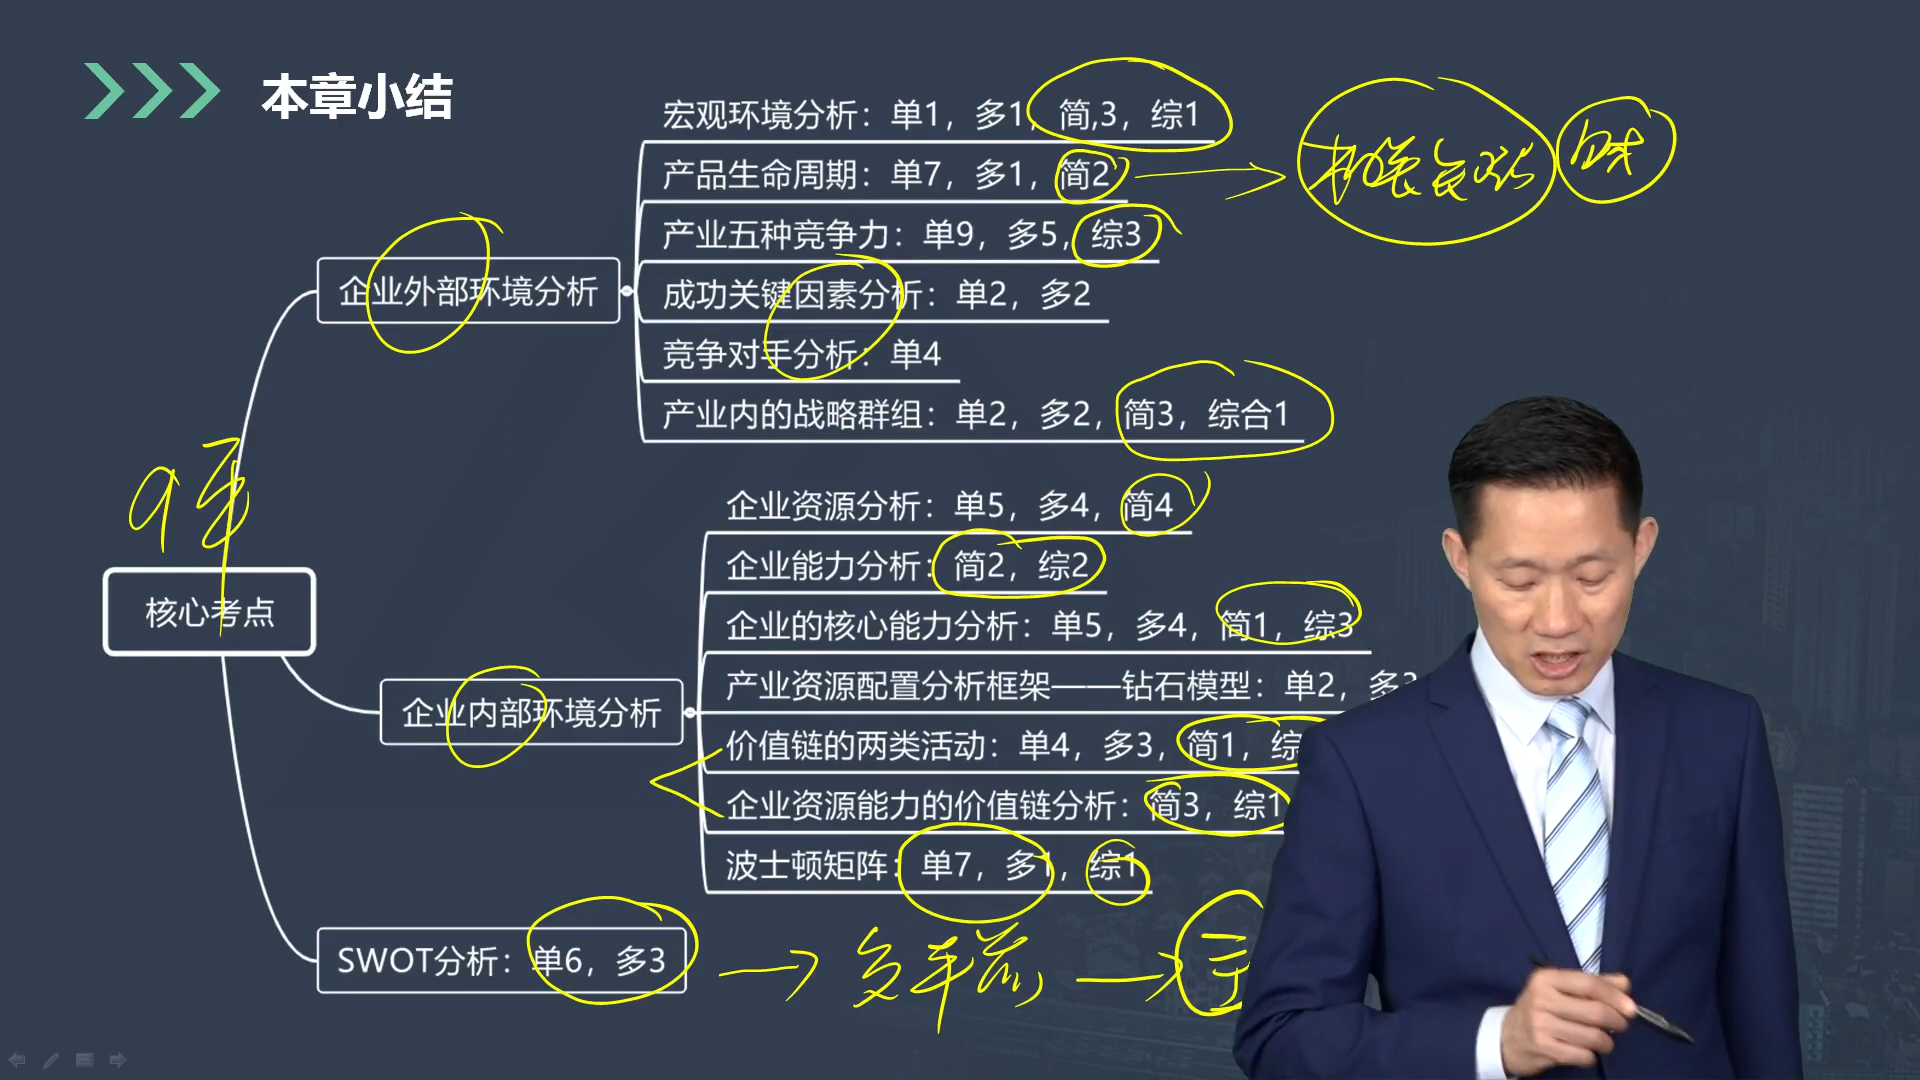 本章小结
宏观环境分析：单1，多1，简,3，综1
产品生命周期：单7，多1，简2
产业五种竞争力：单9，多5，综3
企业外部环境分析
成功关键因素分析：单2，多2
竞争对手分析：单4
产业内的战略群组：单2，多2，简3，综合1
9年
企业资源分析：单5，多4，简4
企业能力分析：简2，综2
核心考点
企业的核心能力分析：单5，多4，简1，综3
产业资源配置分析框架——钻石模型：单2，多
企业内部环境分析
价值链的两类活动：单4，多3，简1，综
企业资源能力的价值链分析：简3，综1
波士顿矩阵：单7，多1，综1
SWOT分析：单6，多3